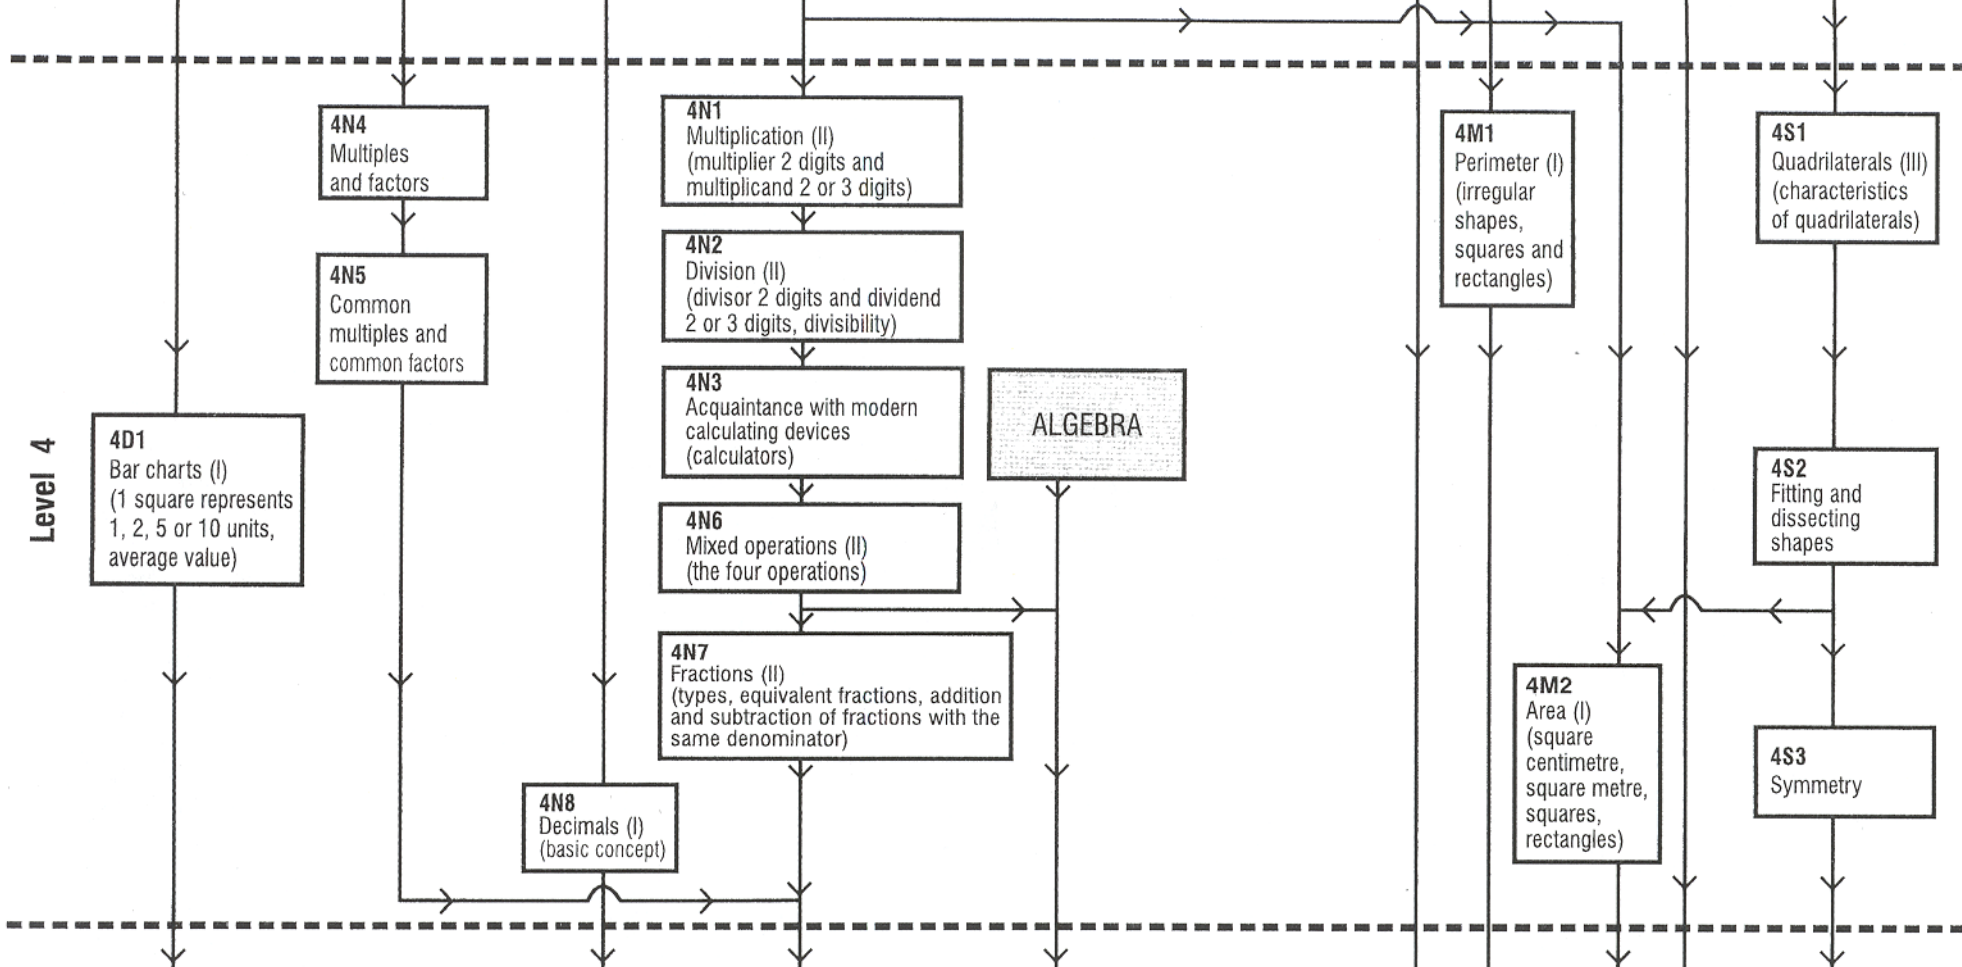 Level 4
4D1
Bar charts (I)
(1 square represents
1, 2, 5 or 10 units,
average value)
4N4
Multiples
and factors
4N5
Common
multiples and
common factors
4N8
Decimals (I)
(basic concept)
4N1
Multiplication (II)
(multiplier 2 digits and
multiplicand 2 or 3 digits)
4N2
Division (II)
(divisor 2 digits and dividend
2 or 3 digits, divisibility)
4N3
Acquaintance with modern
calculating devices
(calculators)
4N6
Mixed operations (II)
(the four operations)
4N7
Fractions (II)
(types, equivalent fractions, addition
and subtraction of fractions with the
same denominator)
ALGEBRA
4M1
Perimeter (I)
(irregular
shapes,
squares and
rectangles)
4M2
Area (I)
(square
centimetre,
square metre,
squares,
rectangles)
4S1
Quadrilaterals (III)
(characteristics
of quadrilaterals)
4S2
Fitting and
dissecting
shapes
4S3
Symmetry